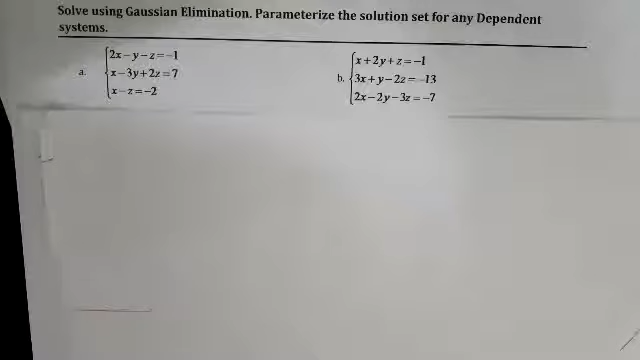 Solve using Gaussian Elimination. Parameterize the solution set for any Dependent
systems.
a. {2x−y−z=−1
x−3y+2z=7
x−z=−2
b. {x+2y+z=−1
3x+y−2z=−13
2x−2y−3z=−7